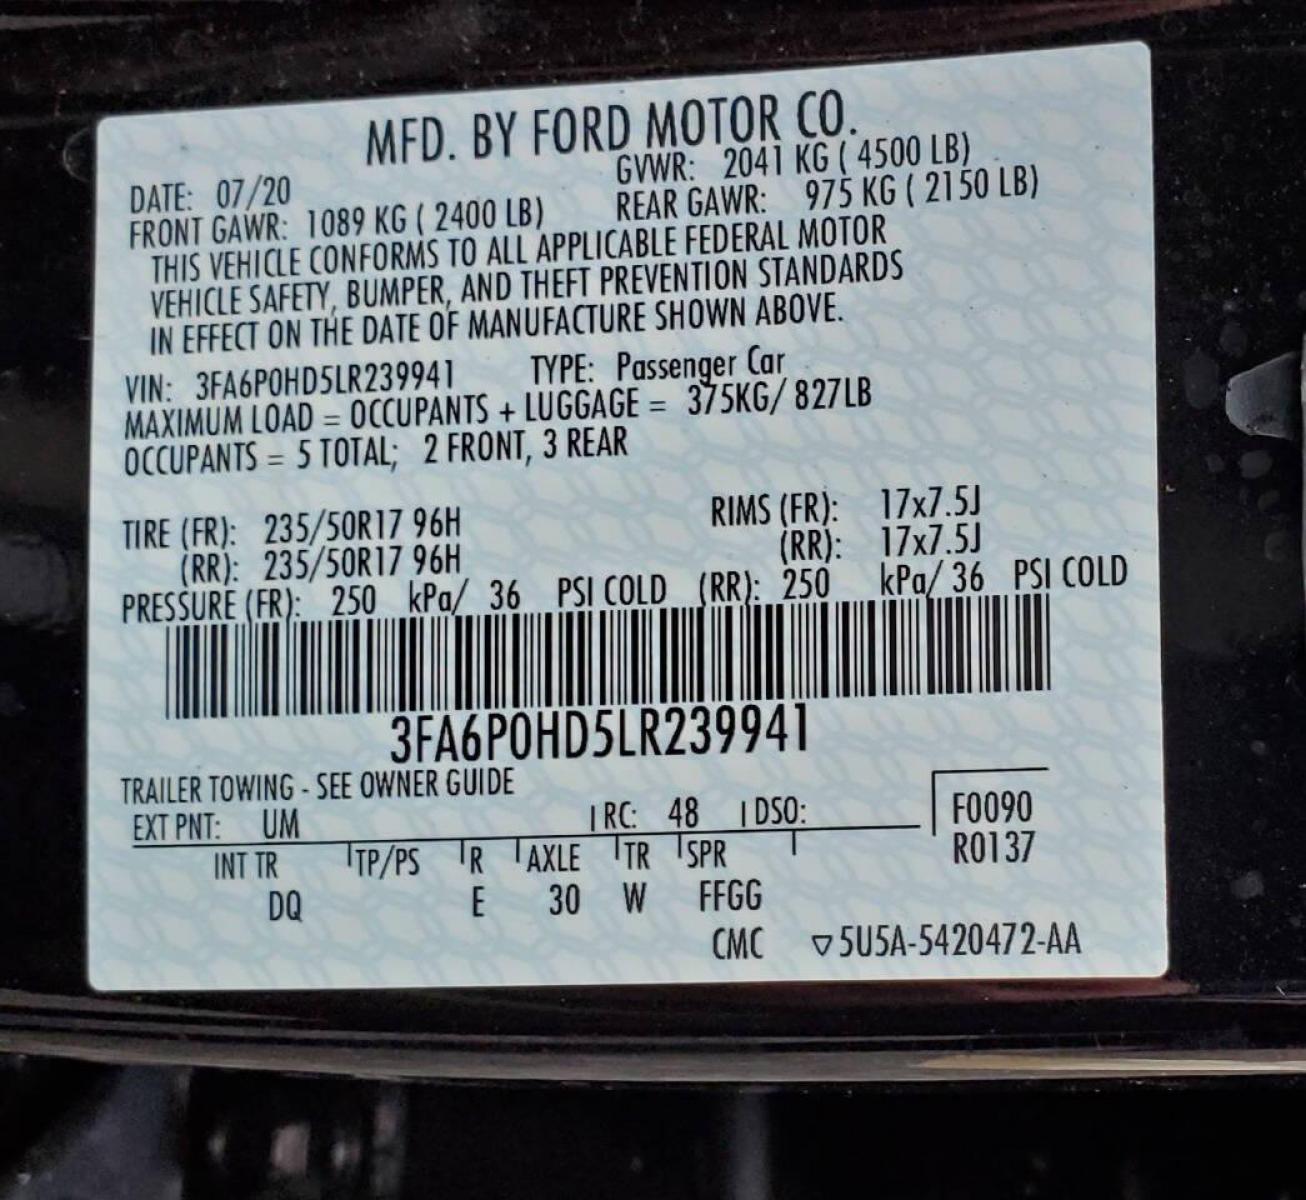 MFD. BY FORD MOTOR CO.
DATE: 07/20 GVWR: 2041 KG ( 4500 LB)
FRONT GAWR: 1089 KG ( 2400 LB) REAR GAWR: 975 KG ( 2150 LB)
THIS VEHICLE CONFORMS TO ALL APPLICABLE FEDERAL MOTOR
VEHICLE SAFETY, BUMPER, AND THEFT PREVENTION STANDARDS
IN EFFECT ON THE DATE OF MANUFACTURE SHOWN ABOVE.
VIN: 3FA6P0HD5LR239941 TYPE: Passenger Car
MAXIMUM LOAD = OCCUPANTS + LUGGAGE = 375KG/ 827LB
OCCUPANTS = 5 TOTAL; 2 FRONT, 3 REAR
TIRE (FR): 235/50R17 96H RIMS (FR): 17x7.5J
(RR): 235/50R17 96H (RR): 17x7.5J
PRESSURE (FR): 250 kPa/ 36 PSI COLD (RR): 250 kPa/ 36 PSI COLD
3FA6P0HD5LR239941
TRAILER TOWING - SEE OWNER GUIDE
EXT PNT: UM RC: 48 DSO: F0090
INT TR TP/PS R AXLE TR SPR R0137
DQ E 30 W FFGG
CMC ▽5U5A-5420472-AA